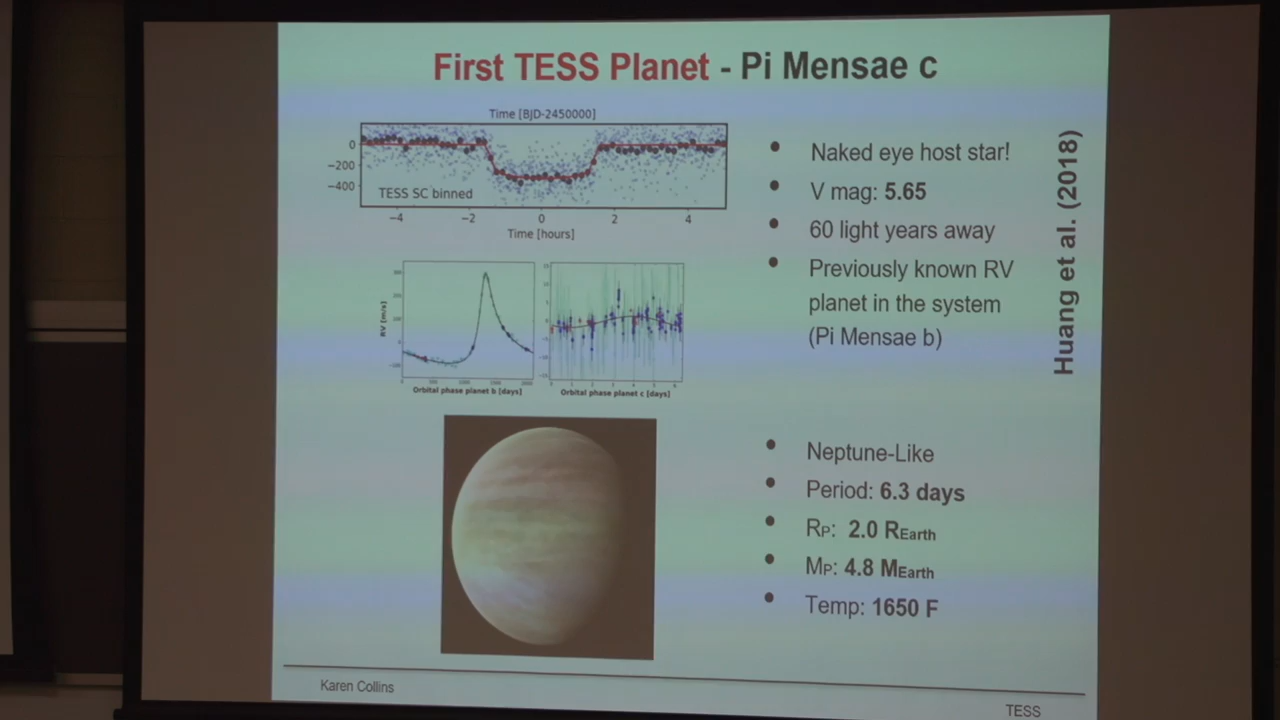 First TESS Planet - Pi Mensae c
Time [BJD-2450000]
0
−200
−400
TESS SC binned
−4
−2
0
2
4
Time [hours]
RV [m/s]
Orbital phase planet b [days]
Orbital phase planet c [days]
Naked eye host star!
V mag: 5.65
60 light years away
Previously known RV
planet in the system
(Pi Mensae b)
Huang et al. (2018)
Neptune-Like
Period: 6.3 days
RP: 2.0 REarth
MP: 4.8 MEarth
Temp: 1650 F
Karen Collins
TESS